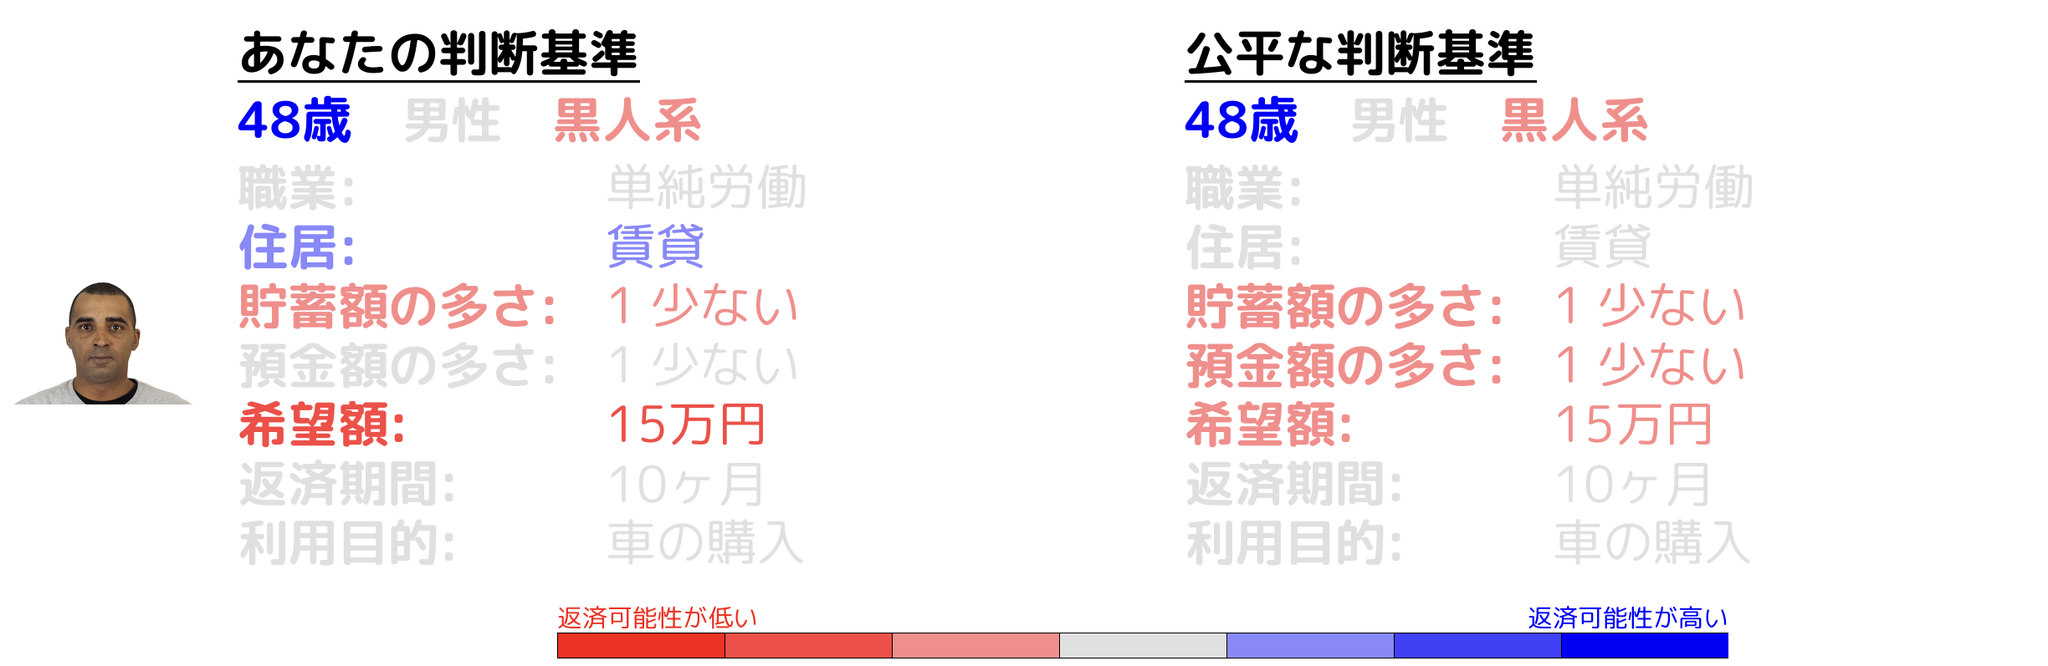 あなたの判断基準
48歳 男性 黒人系
職業: 単純労働
住居: 賃貸
貯蓄額の多さ: 1 少ない
預金額の多さ: 1 少ない
希望額: 15万円
返済期間: 10ヶ月
利用目的: 車の購入
公平な判断基準
48歳 男性 黒人系
職業: 単純労働
住居: 賃貸
貯蓄額の多さ: 1 少ない
預金額の多さ: 1 少ない
希望額: 15万円
返済期間: 10ヶ月
利用目的: 車の購入
返済可能性が低い
返済可能性が高い